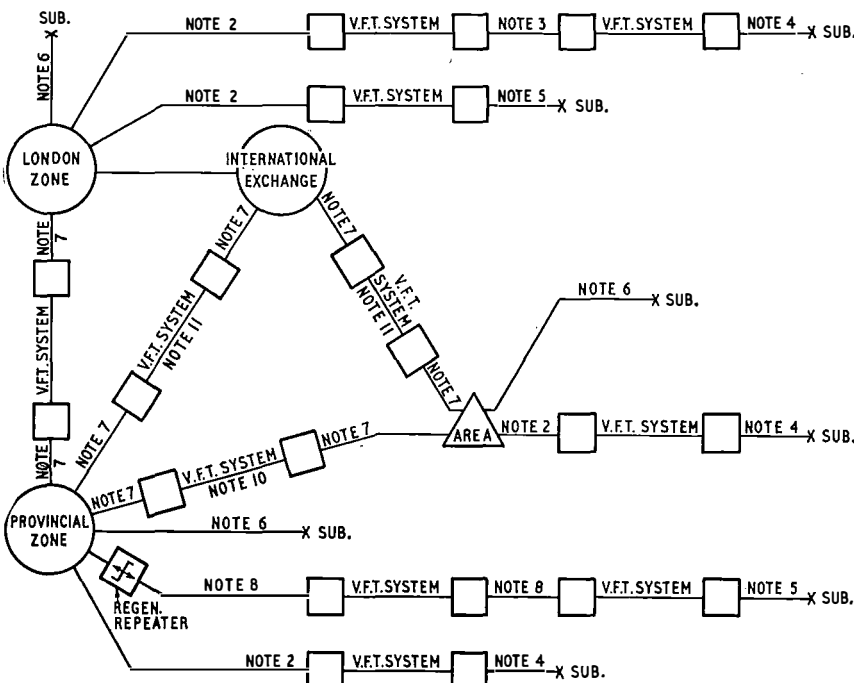 SUB.
NOTE 6
NOTE 2
V.F.T. SYSTEM
NOTE 3
V.F.T. SYSTEM
NOTE 4
SUB.
NOTE 2
V.F.T. SYSTEM
NOTE 5
SUB.
LONDON
ZONE
INTERNATIONAL
EXCHANGE
NOTE
7
NOTE 7
NOTE 7
V.F.T. SYSTEM
V.F.T. SYSTEM
NOTE 11
V.F.T.
SYSTEM
NOTE 11
NOTE 6
SUB.
NOTE 7
NOTE 7
AREA
NOTE 2
V.F.T. SYSTEM
NOTE 4
SUB.
NOTE
7
NOTE 7
V.F.T. SYSTEM
NOTE 10
NOTE 7
PROVINCIAL
ZONE
NOTE 6
SUB.
REGEN.
REPEATER
NOTE 8
V.F.T. SYSTEM
NOTE 8
V.F.T. SYSTEM
NOTE 5
SUB.
NOTE 2
V.F.T. SYSTEM
NOTE 4
SUB.